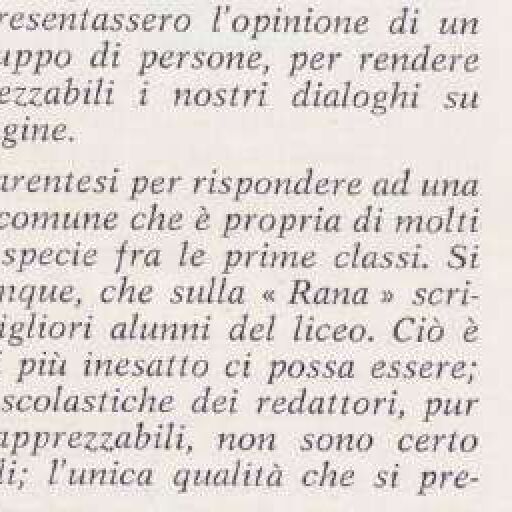 resentassero l'opinione di un
uppo di persone, per rendere
ezzabili i nostri dialoghi su
gine.
arentesi per rispondere ad una
comune che è propria di molti
specie fra le prime classi. Si
nque, che sulla « Rana » scri-
igliori alunni del liceo. Ciò è
i più inesatto ci possa essere;
scolastiche dei redattori, pur
apprezzabili, non sono certo
li; l'unica qualità che si pre-